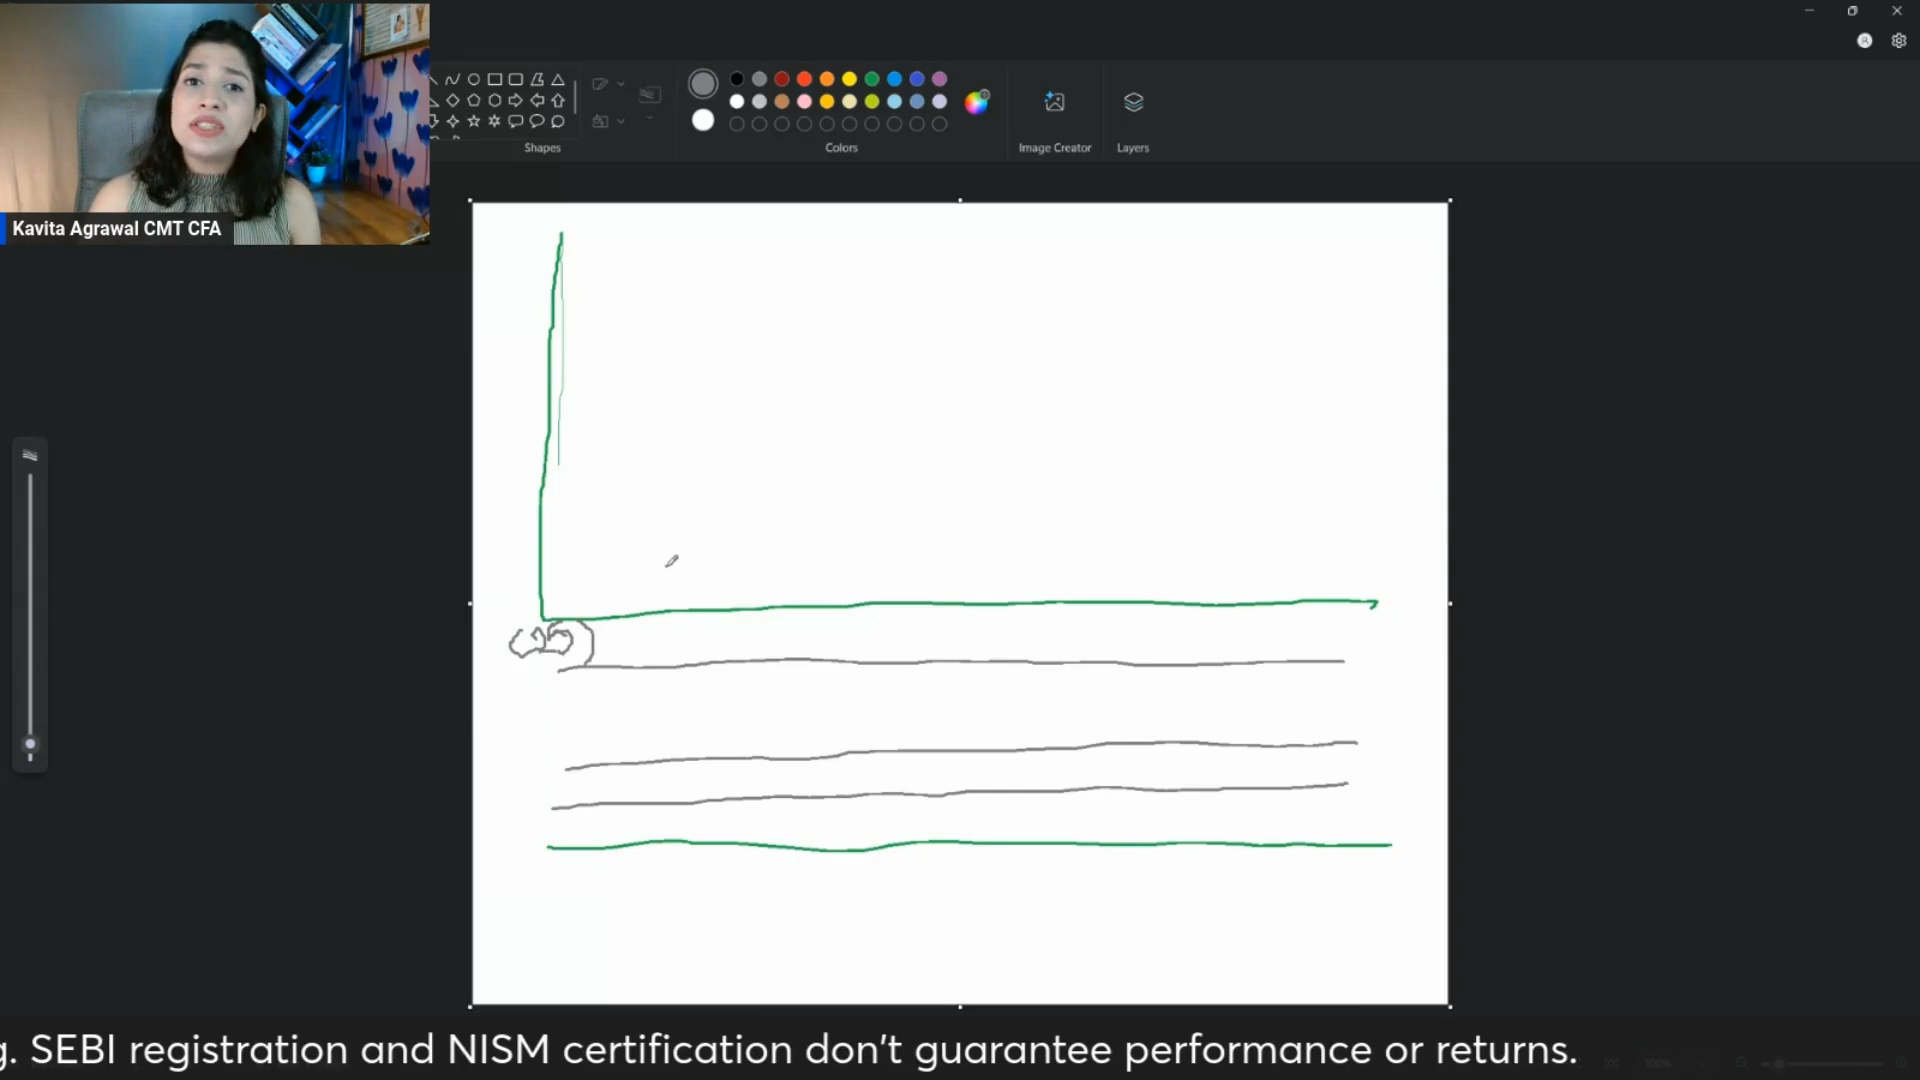 Kavita Agrawal CMT CFA
Shapes
Colors
Image Creator
Layers
g. SEBI registration and NISM certification don't guarantee performance or returns.
100%